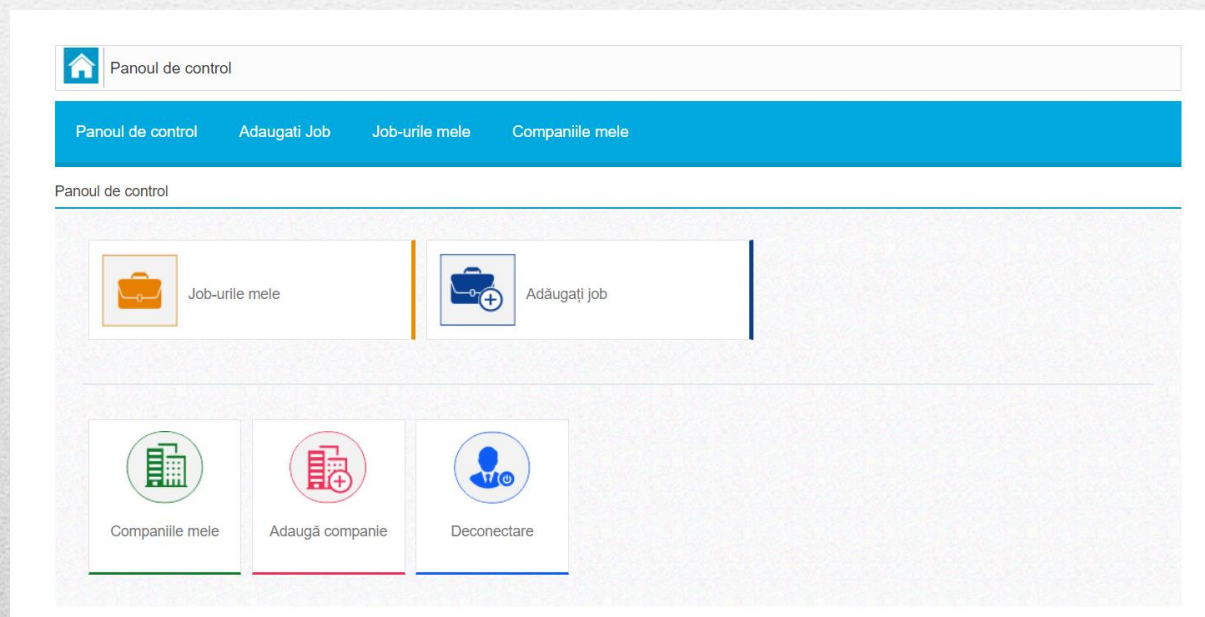 Panoul de control
Panoul de control Adaugati Job Job-urile mele Companiile mele
Panoul de control
Job-urile mele Adăugați job
Companiile mele Adaugă companie Deconectare